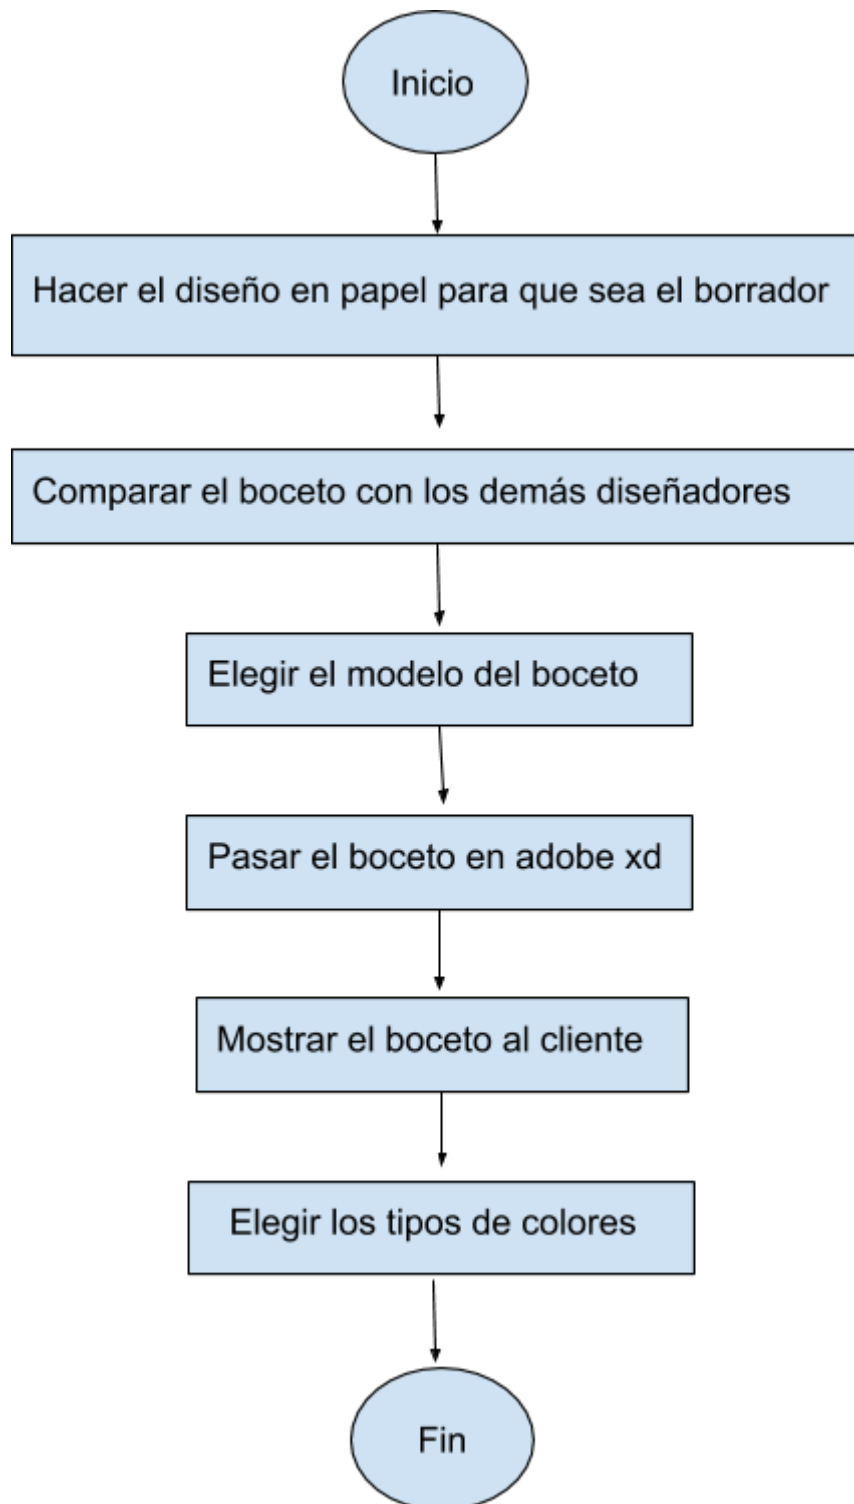 Inicio
Hacer el diseño en papel para que sea el borrador
Comparar el boceto con los demás diseñadores
Elegir el modelo del boceto
Pasar el boceto en adobe xd
Mostrar el boceto al cliente
Elegir los tipos de colores
Fin